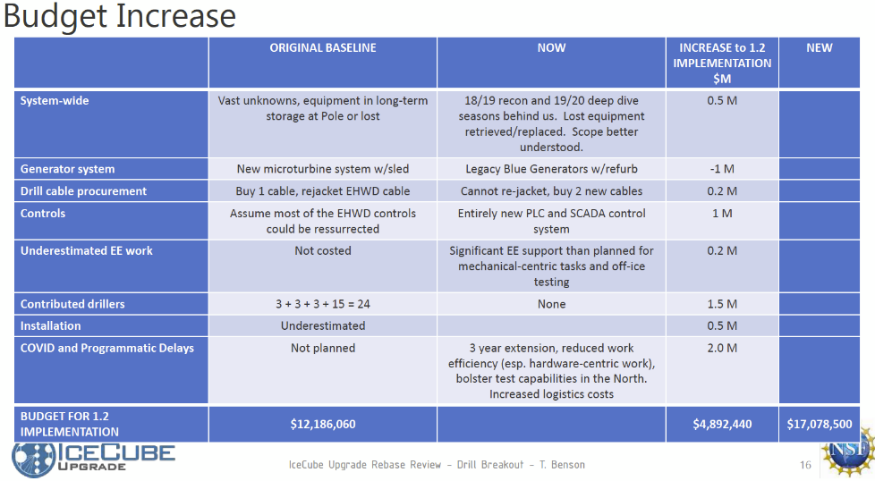 Budget Increase
ORIGINAL BASELINE
NOW
INCREASE to 1.2
IMPLEMENTATION
$M
NEW
System-wide
Vast unknowns, equipment in long-term
storage at Pole or lost
18/19 recon and 19/20 deep dive
seasons behind us. Lost equipment
retrieved/replaced. Scope better
understood.
0.5 M
Generator system
New microturbine system w/sled
Legacy Blue Generators w/refurb
-1 M
Drill cable procurement
Buy 1 cable, rejacket EHWD cable
Cannot re-jacket, buy 2 new cables
0.2 M
Controls
Assume most of the EHWD controls
could be ressurrected
Entirely new PLC and SCADA control
system
1 M
Underestimated EE work
Not costed
Significant EE support than planned for
mechanical-centric tasks and off-ice
testing
0.2 M
Contributed drillers
3 + 3 + 3 + 15 = 24
None
1.5 M
Installation
Underestimated
0.5 M
COVID and Programmatic Delays
Not planned
3 year extension, reduced work
efficiency (esp. hardware-centric work),
bolster test capabilities in the North.
Increased logistics costs
2.0 M
BUDGET FOR 1.2
IMPLEMENTATION
$12,186,060
$4,892,440
$17,078,500
ICECUBE
UPGRADE
IceCube Upgrade Rebase Review – Drill Breakout – T. Benson
16
NSF